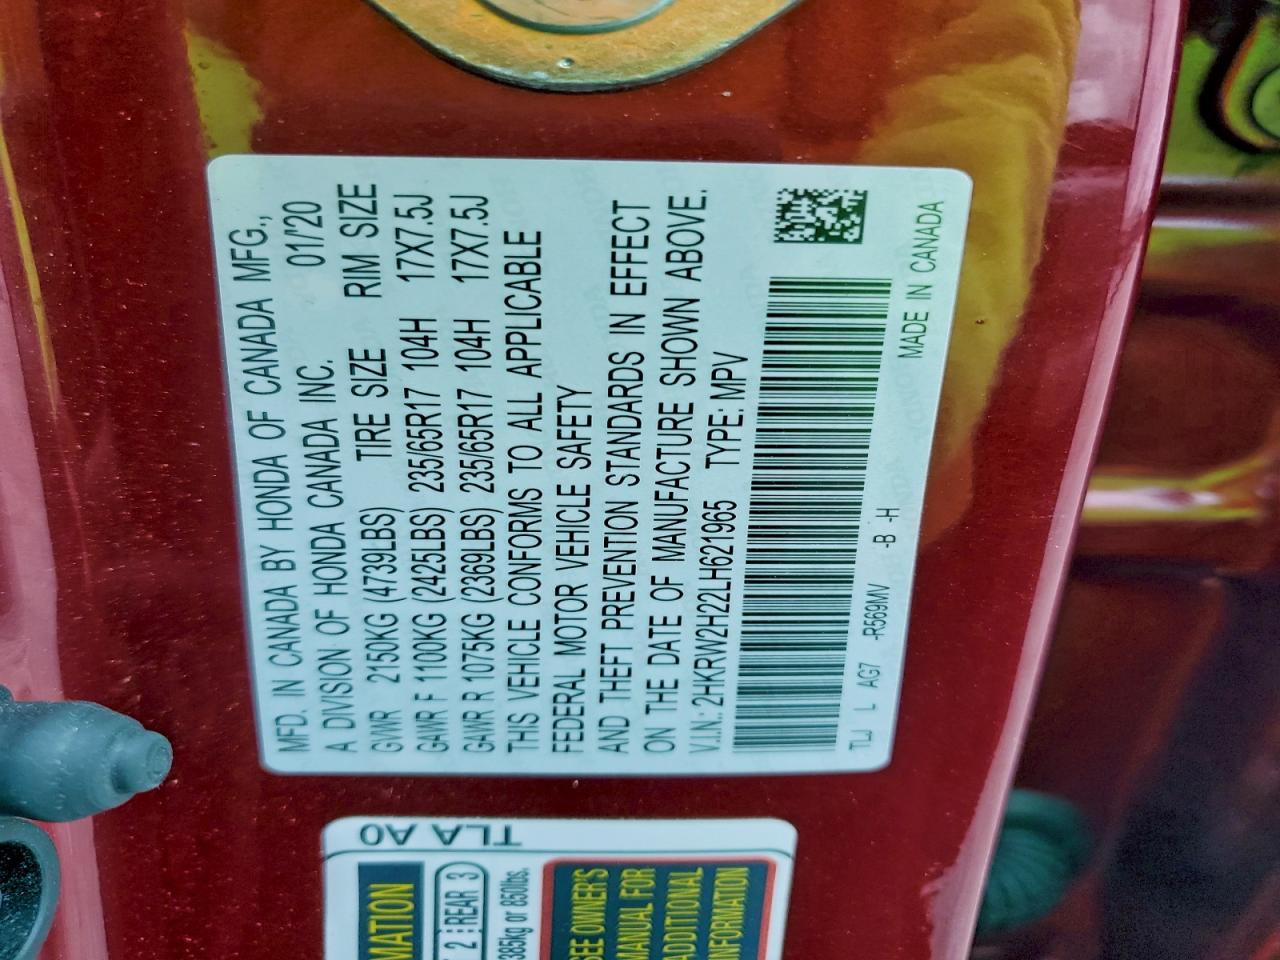 MFD. IN CANADA BY HONDA OF CANADA MFG.,
A DIVISION OF HONDA CANADA INC. 01/'20
GVWR 2150KG (4739LBS) TIRE SIZE RIM SIZE
GAWR F 1100KG (2425LBS) 235/65R17 104H 17X7.5J
GAWR R 1075KG (2369LBS) 235/65R17 104H 17X7.5J
THIS VEHICLE CONFORMS TO ALL APPLICABLE
FEDERAL MOTOR VEHICLE SAFETY
AND THEFT PREVENTION STANDARDS IN EFFECT
ON THE DATE OF MANUFACTURE SHOWN ABOVE.
V.I.N.: 2HKRW2H22LH621965 TYPE: MPV
TLJ L AG7 -R569MV -B -H
MADE IN CANADA
TLA A0
MATION
2 REAR 3
385kg or 850lbs.
SEE OWNER'S
MANUAL FOR
ADDITIONAL
INFORMATION